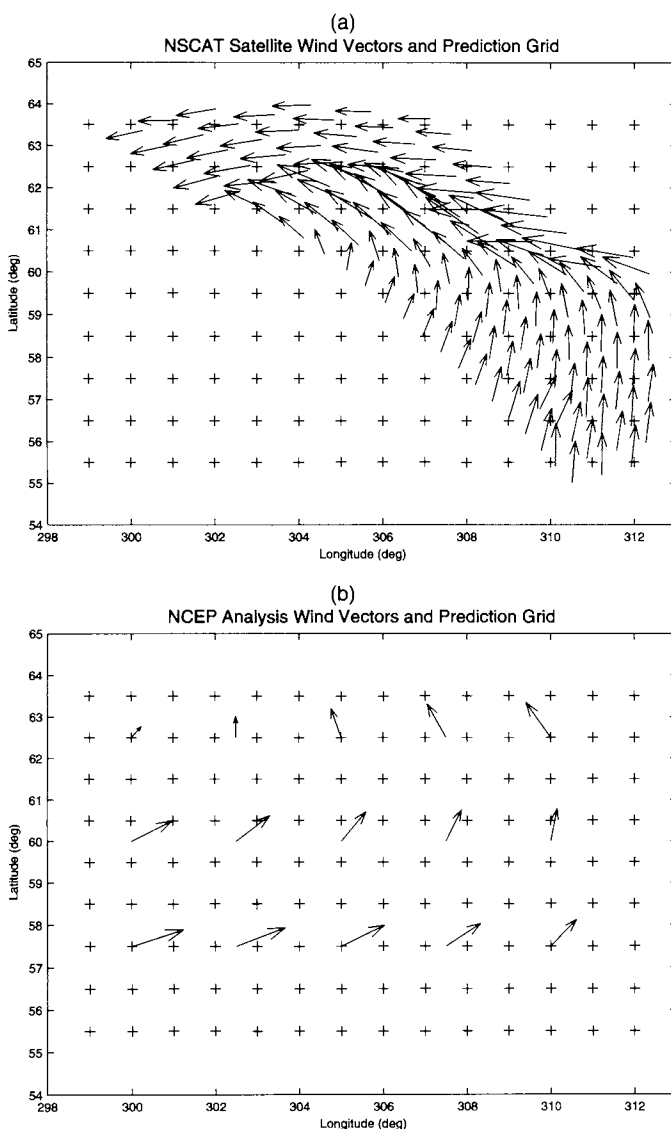 (a)
NSCAT Satellite Wind Vectors and Prediction Grid
65
64
63
62
61
60
59
58
57
56
55
54
Latitude (deg)
298 300 302 304 306 308 310 312
Longitude (deg)
(b)
NCEP Analysis Wind Vectors and Prediction Grid
65
64
63
62
61
60
59
58
57
56
55
54
Latitude (deg)
298 300 302 304 306 308 310 312
Longitude (deg)